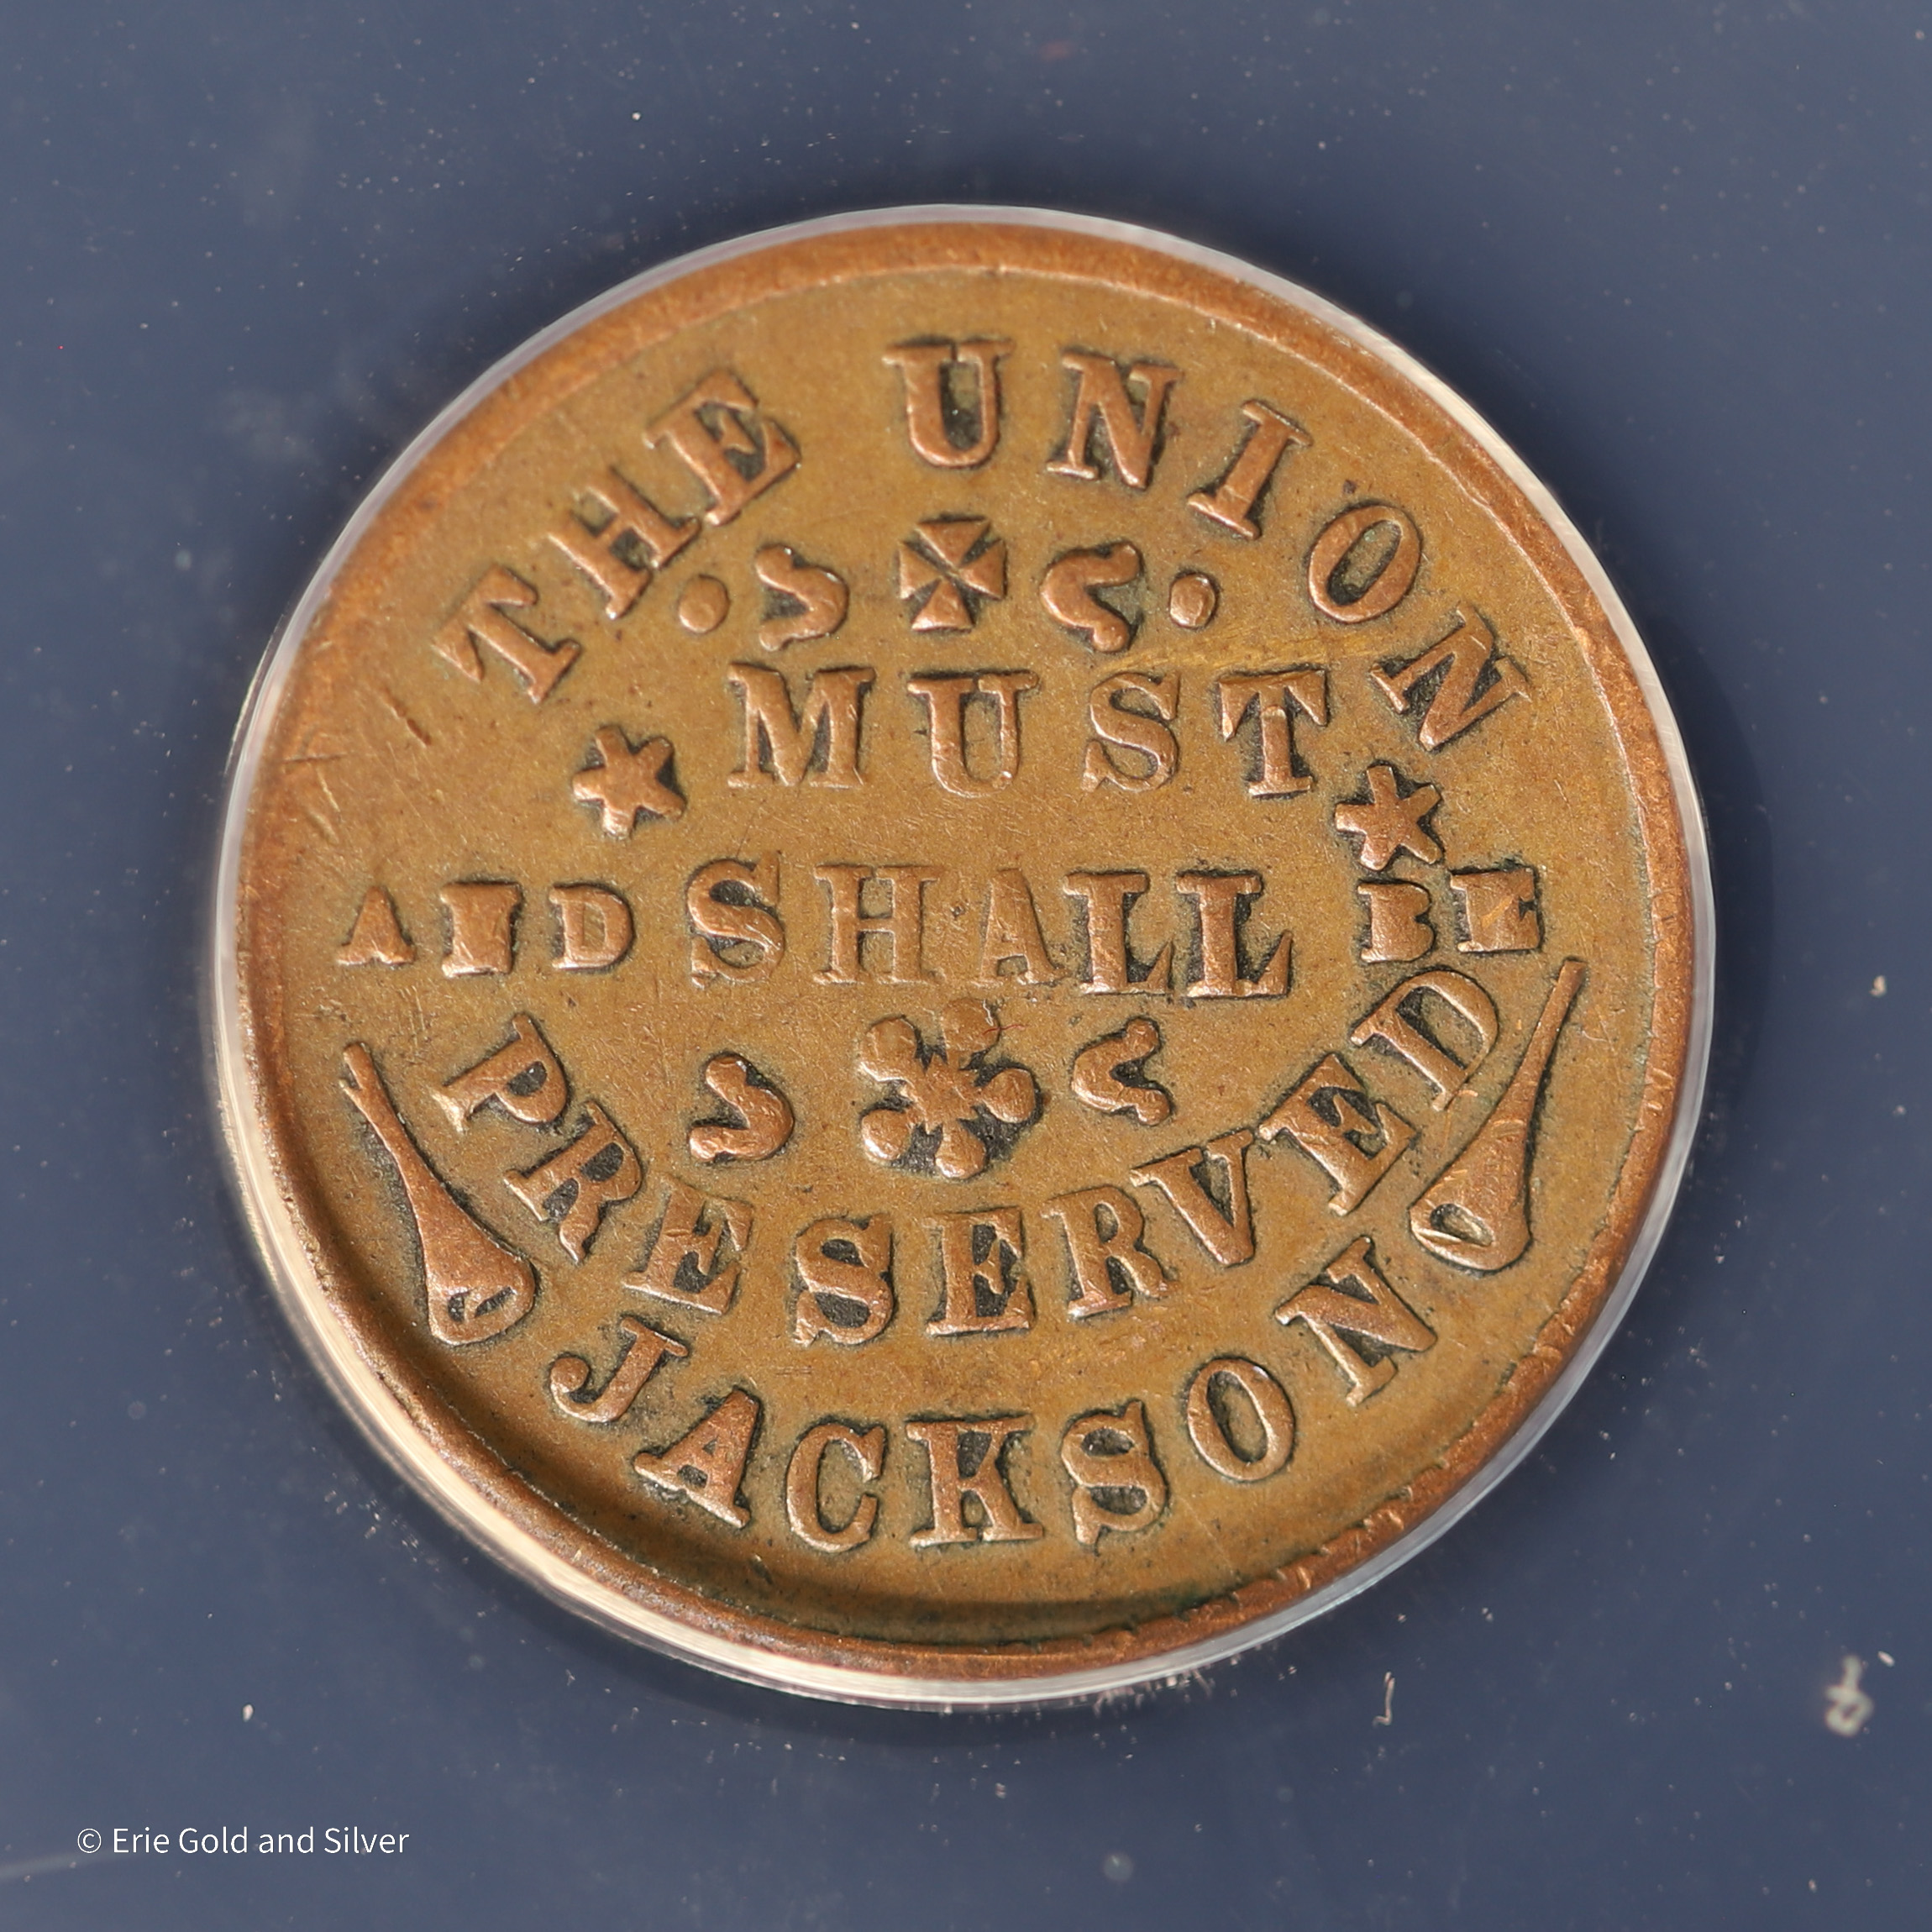 THE UNION
MUST
AND SHALL BE
PRESERVED
JACKSON
© Erie Gold and Silver